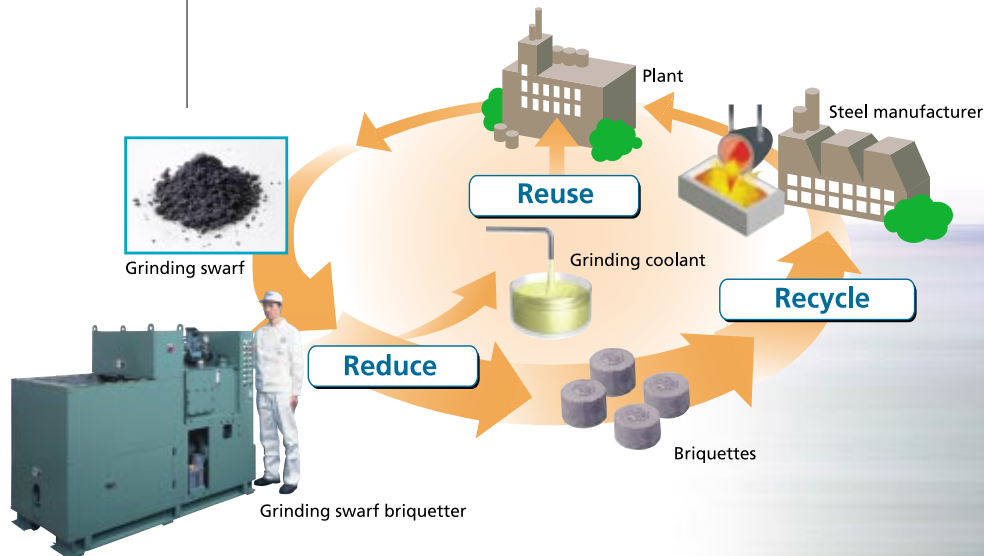 Plant
Steel manufacturer
Reuse
Grinding swarf
Grinding coolant
Recycle
Reduce
Briquettes
Grinding swarf briquetter